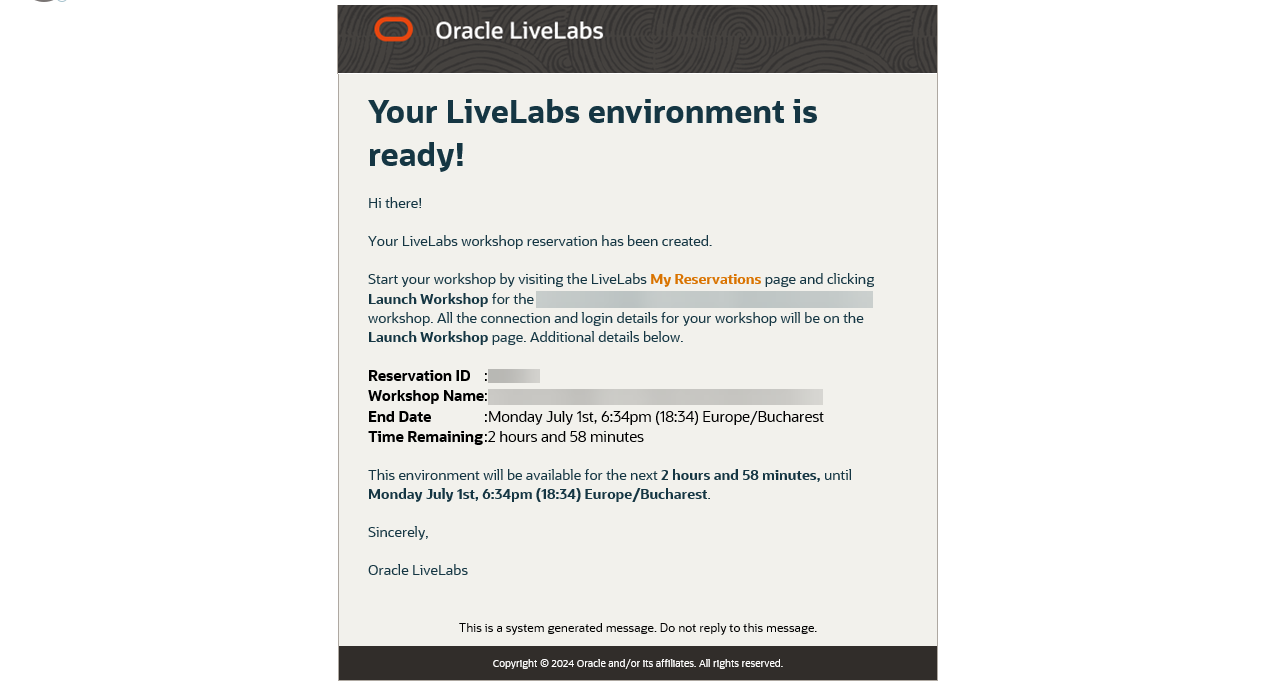 Oracle LiveLabs
Your LiveLabs environment is
ready!
Hi there!
Your LiveLabs workshop reservation has been created.
Start your workshop by visiting the LiveLabs My Reservations page and clicking
Launch Workshop for the
workshop. All the connection and login details for your workshop will be on the
Launch Workshop page. Additional details below.
Reservation ID :
Workshop Name:
End Date :Monday July 1st, 6:34pm (18:34) Europe/Bucharest
Time Remaining:2 hours and 58 minutes
This environment will be available for the next 2 hours and 58 minutes, until
Monday July 1st, 6:34pm (18:34) Europe/Bucharest.
Sincerely,
Oracle LiveLabs
This is a system generated message. Do not reply to this message.
Copyright © 2024 Oracle and/or its affiliates. All rights reserved.